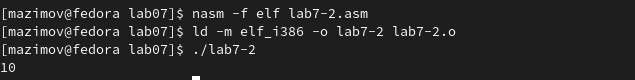 [mazimov@fedora lab07]$ nasm -f elf lab7-2.asm
[mazimov@fedora lab07]$ ld -m elf_i386 -o lab7-2 lab7-2.o
[mazimov@fedora lab07]$ ./lab7-2
10